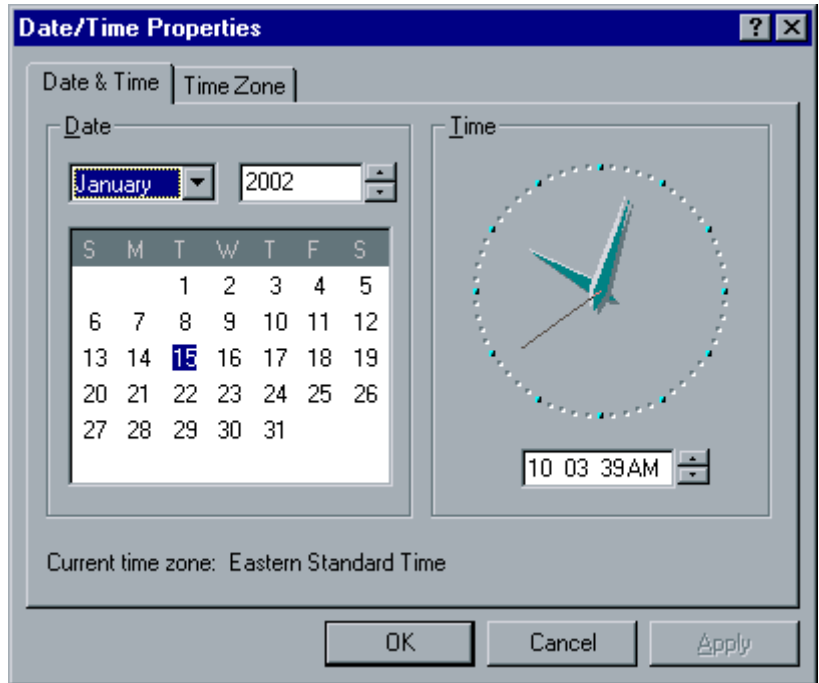 Date/Time Properties
Date & Time Time Zone
Date
January 2002
S M T W T F S
1 2 3 4 5
6 7 8 9 10 11 12
13 14 15 16 17 18 19
20 21 22 23 24 25 26
27 28 29 30 31
Time
10 03 39AM
Current time zone: Eastern Standard Time
OK Cancel Apply